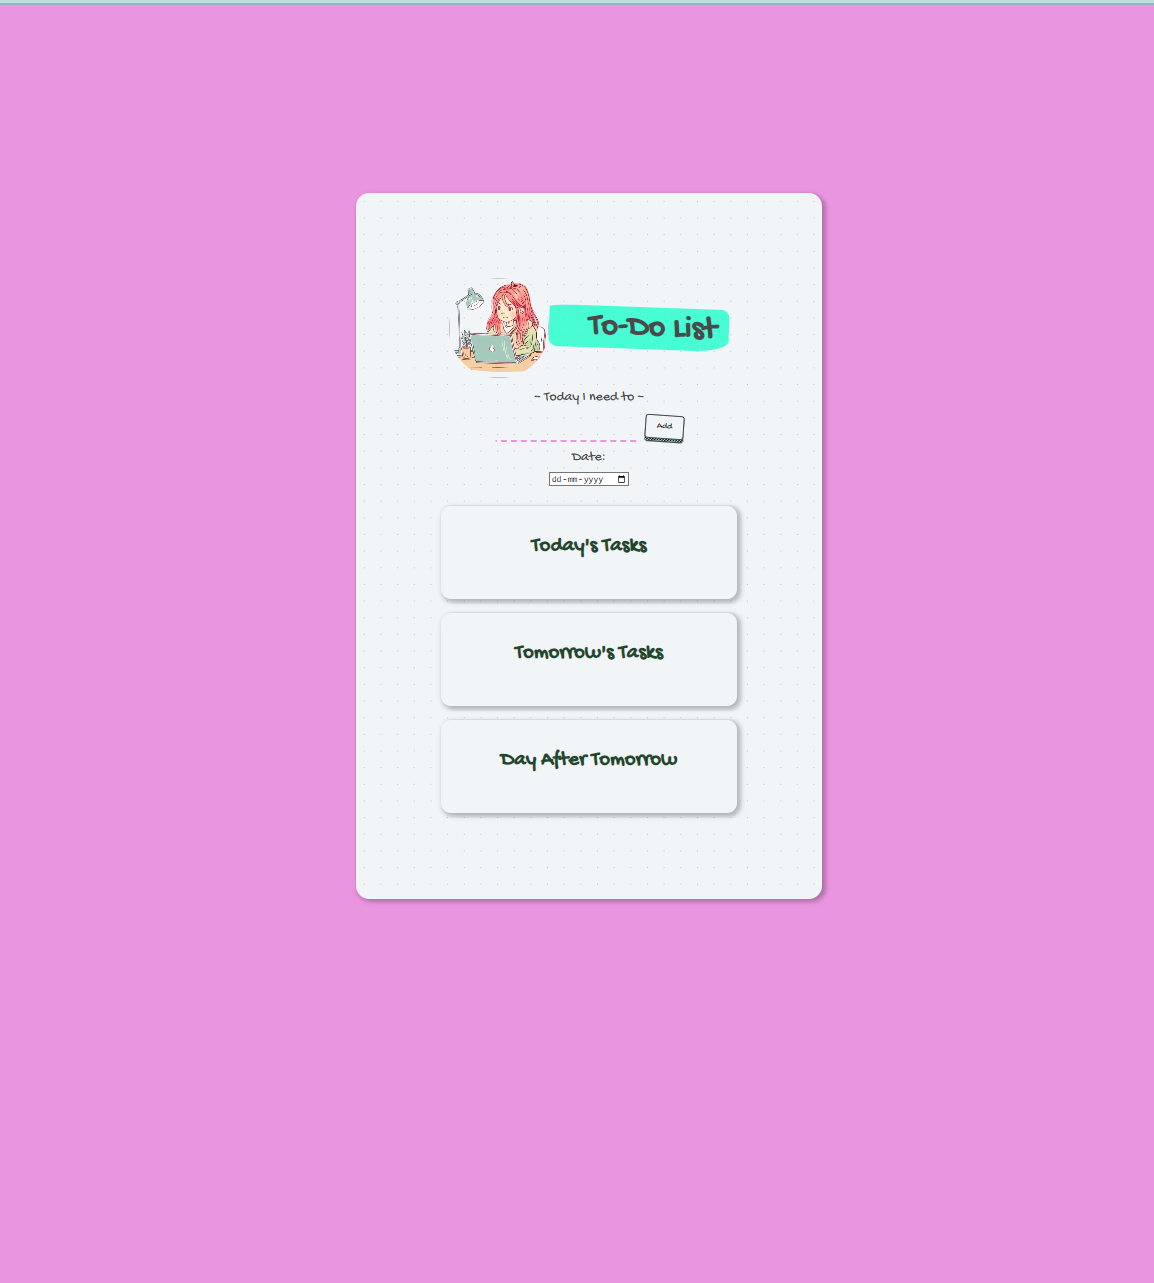 To-Do List
~ Today I need to ~
Add
Date:
dd-mm-yyyy
Today's Tasks
Tomorrow's Tasks
Day After Tomorrow